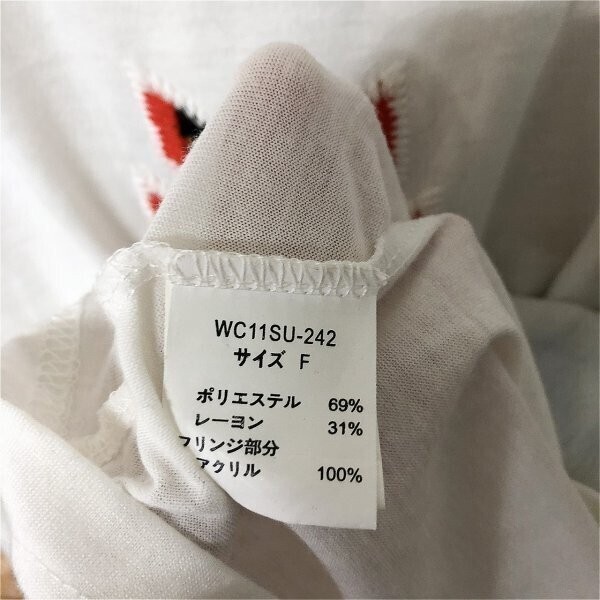 WC11SU-242
サイズ F
ポリエステル 69%
レーヨン 31%
フリンジ部分
アクリル 100%